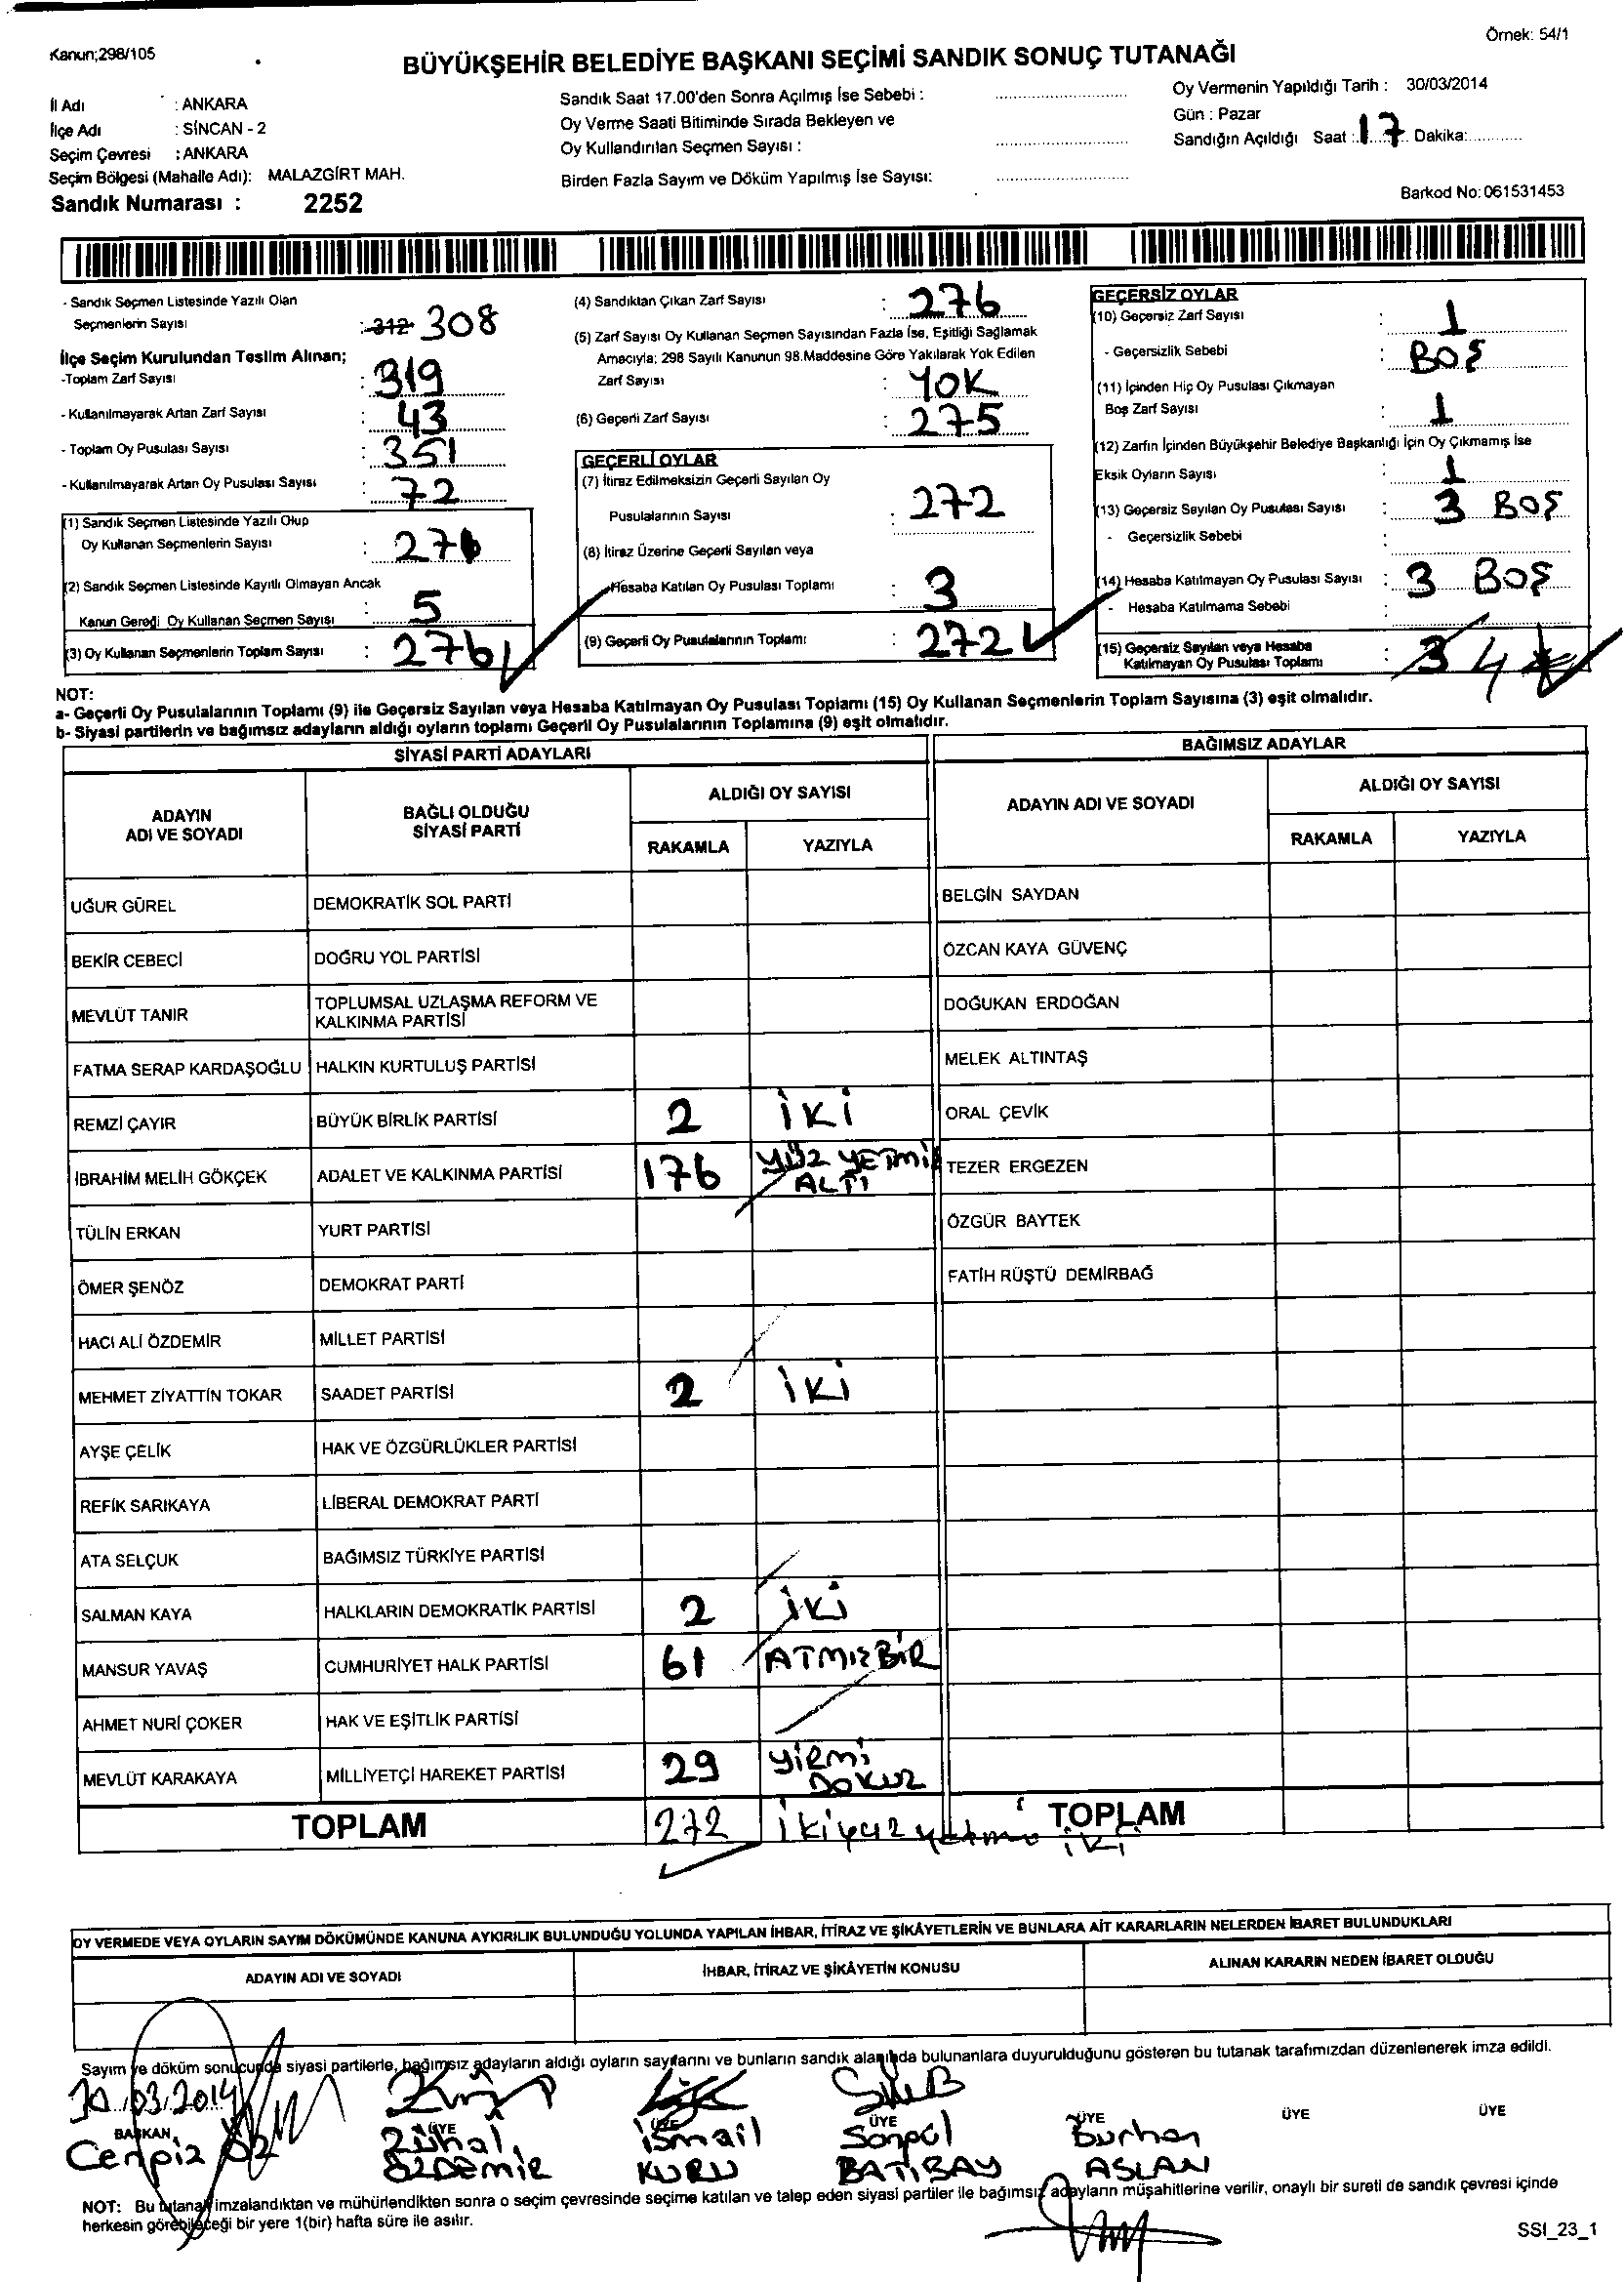 Örnek: 54/1
Kanun;298/105
BÜYÜKŞEHİR BELEDİYE BAŞKANI SEÇİMİ SANDIK SONUÇ TUTANAĞI
İl Adı : ANKARA
İlçe Adı : SİNCAN - 2
Seçim Çevresi : ANKARA
Seçim Bölgesi (Mahalle Adı): MALAZGİRT MAH.
Sandık Numarası : 2252
Sandık Saat 17.00'den Sonra Açılmış İse Sebebi :
Oy Verme Saati Bitiminde Sırada Bekleyen ve
Oy Kullandırılan Seçmen Sayısı :
Birden Fazla Sayım ve Döküm Yapılmış İse Sayısı:
Oy Vermenin Yapıldığı Tarih : 30/03/2014
Gün : Pazar
Sandığın Açıldığı Saat : 17 Dakika:
Barkod No: 061531453
- Sandık Seçmen Listesinde Yazılı Olan
Seçmenlerin Sayısı : 312 308
İlçe Seçim Kurulundan Teslim Alınan;
-Toplam Zarf Sayısı : 319
- Kullanılmayarak Artan Zarf Sayısı : 43
- Toplam Oy Pusulası Sayısı : 351
- Kullanılmayarak Artan Oy Pusulası Sayısı : 72
(1) Sandık Seçmen Listesinde Yazılı Olup
Oy Kullanan Seçmenlerin Sayısı : 276
(2) Sandık Seçmen Listesinde Kayıtlı Olmayan Ancak
Kanun Gereği Oy Kullanan Seçmen Sayısı : 5
(3) Oy Kullanan Seçmenlerin Toplam Sayısı : 276
(4) Sandıktan Çıkan Zarf Sayısı : 276
(5) Zarf Sayısı Oy Kullanan Seçmen Sayısından Fazla İse, Eşitliği Sağlamak
Amacıyla; 298 Sayılı Kanunun 98.Maddesine Göre Yakılarak Yok Edilen
Zarf Sayısı : YOK
(6) Geçerli Zarf Sayısı : 275
GEÇERLİ OYLAR
(7) İtiraz Edilmeksizin Geçerli Sayılan Oy
Pusulalarının Sayısı : 272
(8) İtiraz Üzerine Geçerli Sayılan veya
Hesaba Katılan Oy Pusulası Toplamı : 3
(9) Geçerli Oy Pusulalarının Toplamı: : 272
GEÇERSİZ OYLAR
(10) Geçersiz Zarf Sayısı : 1
- Geçersizlik Sebebi : BOŞ
(11) İçinden Hiç Oy Pusulası Çıkmayan
Boş Zarf Sayısı : 1
(12) Zarfın İçinden Büyükşehir Belediye Başkanlığı İçin Oy Çıkmamış İse
Eksik Oyların Sayısı : 1
(13) Geçersiz Sayılan Oy Pusulası Sayısı : 3 BOŞ
- Geçersizlik Sebebi :
(14) Hesaba Katılmayan Oy Pusulası Sayısı : 3 BOŞ
- Hesaba Katılmama Sebebi :
(15) Geçersiz Sayılan veya Hesaba
Katılmayan Oy Pusulası Toplamı : 3 4
NOT:
a- Geçerli Oy Pusulalarının Toplamı (9) ile Geçersiz Sayılan veya Hesaba Katılmayan Oy Pusulası Toplamı (15) Oy Kullanan Seçmenlerin Toplam Sayısına (3) eşit olmalıdır.
b- Siyasi partilerin ve bağımsız adayların aldığı oyların toplamı Geçerli Oy Pusulalarının Toplamına (9) eşit olmalıdır.
SİYASİ PARTİ ADAYLARI
ADAYIN ADI VE SOYADI
BAĞLI OLDUĞU SİYASİ PARTİ
ALDIĞI OY SAYISI
RAKAMLA YAZIYLA
UĞUR GÜREL DEMOKRATİK SOL PARTİ
BEKİR CEBECİ DOĞRU YOL PARTİSİ
MEVLÜT TANIR TOPLUMSAL UZLAŞMA REFORM VE
KALKINMA PARTİSİ
FATMA SERAP KARDAŞOĞLU HALKIN KURTULUŞ PARTİSİ
REMZİ ÇAYIR BÜYÜK BİRLİK PARTİSİ 2 İKİ
İBRAHİM MELİH GÖKÇEK ADALET VE KALKINMA PARTİSİ 176 YÜZ YETMİŞ
ALTI
TÜLİN ERKAN YURT PARTİSİ
ÖMER ŞENÖZ DEMOKRAT PARTİ
HACI ALİ ÖZDEMİR MİLLET PARTİSİ
MEHMET ZİYATTİN TOKAR SAADET PARTİSİ 2 İKİ
AYŞE ÇELİK HAK VE ÖZGÜRLÜKLER PARTİSİ
REFİK SARIKAYA LİBERAL DEMOKRAT PARTİ
ATA SELÇUK BAĞIMSIZ TÜRKİYE PARTİSİ
SALMAN KAYA HALKLARIN DEMOKRATİK PARTİSİ 2 İKİ
MANSUR YAVAŞ CUMHURİYET HALK PARTİSİ 61 ATMIŞBİR
AHMET NURİ ÇOKER HAK VE EŞİTLİK PARTİSİ
MEVLÜT KARAKAYA MİLLİYETÇİ HAREKET PARTİSİ 29 YİRMİ
DOKUZ
TOPLAM 272 ikiyüz yetmiş iki
BAĞIMSIZ ADAYLAR
ADAYIN ADI VE SOYADI
ALDIĞI OY SAYISI
RAKAMLA YAZIYLA
BELGİN SAYDAN
ÖZCAN KAYA GÜVENÇ
DOĞUKAN ERDOĞAN
MELEK ALTINTAŞ
ORAL ÇEVİK
TEZER ERGEZEN
ÖZGÜR BAYTEK
FATİH RÜŞTÜ DEMİRBAĞ
TOPLAM
OY VERMEDE VEYA OYLARIN SAYIM DÖKÜMÜNDE KANUNA AYKIRILIK BULUNDUĞU YOLUNDA YAPILAN İHBAR, İTİRAZ VE ŞİKÂYETLERİN VE BUNLARA AİT KARARLARIN NELERDEN İBARET BULUNDUKLARI
ADAYIN ADI VE SOYADI İHBAR, İTİRAZ VE ŞİKÂYETİN KONUSU ALINAN KARARIN NEDEN İBARET OLDUĞU
Sayım ve döküm sonucunda siyasi partilerle, bağımsız adayların aldığı oyların sayılarını ve bunların sandık alanında bulunanlara duyurulduğunu gösteren bu tutanak tarafımızdan düzenlenerek imza edildi.
30/03/2014
BAŞKAN ÜYE ÜYE ÜYE ÜYE ÜYE ÜYE
Cengiz ÖZ Zühal İsmail Songül Burhan
ÖZDEMİR KURU BATIBAY ASLAN
NOT: Bu tutanak imzalandıktan ve mühürlendikten sonra o seçim çevresinde seçime katılan ve talep eden siyasi partiler ile bağımsız adayların müşahitlerine verilir, onaylı bir sureti de sandık çevresi içinde
herkesin görebileceği bir yere 1(bir) hafta süre ile asılır.
SSI_23_1